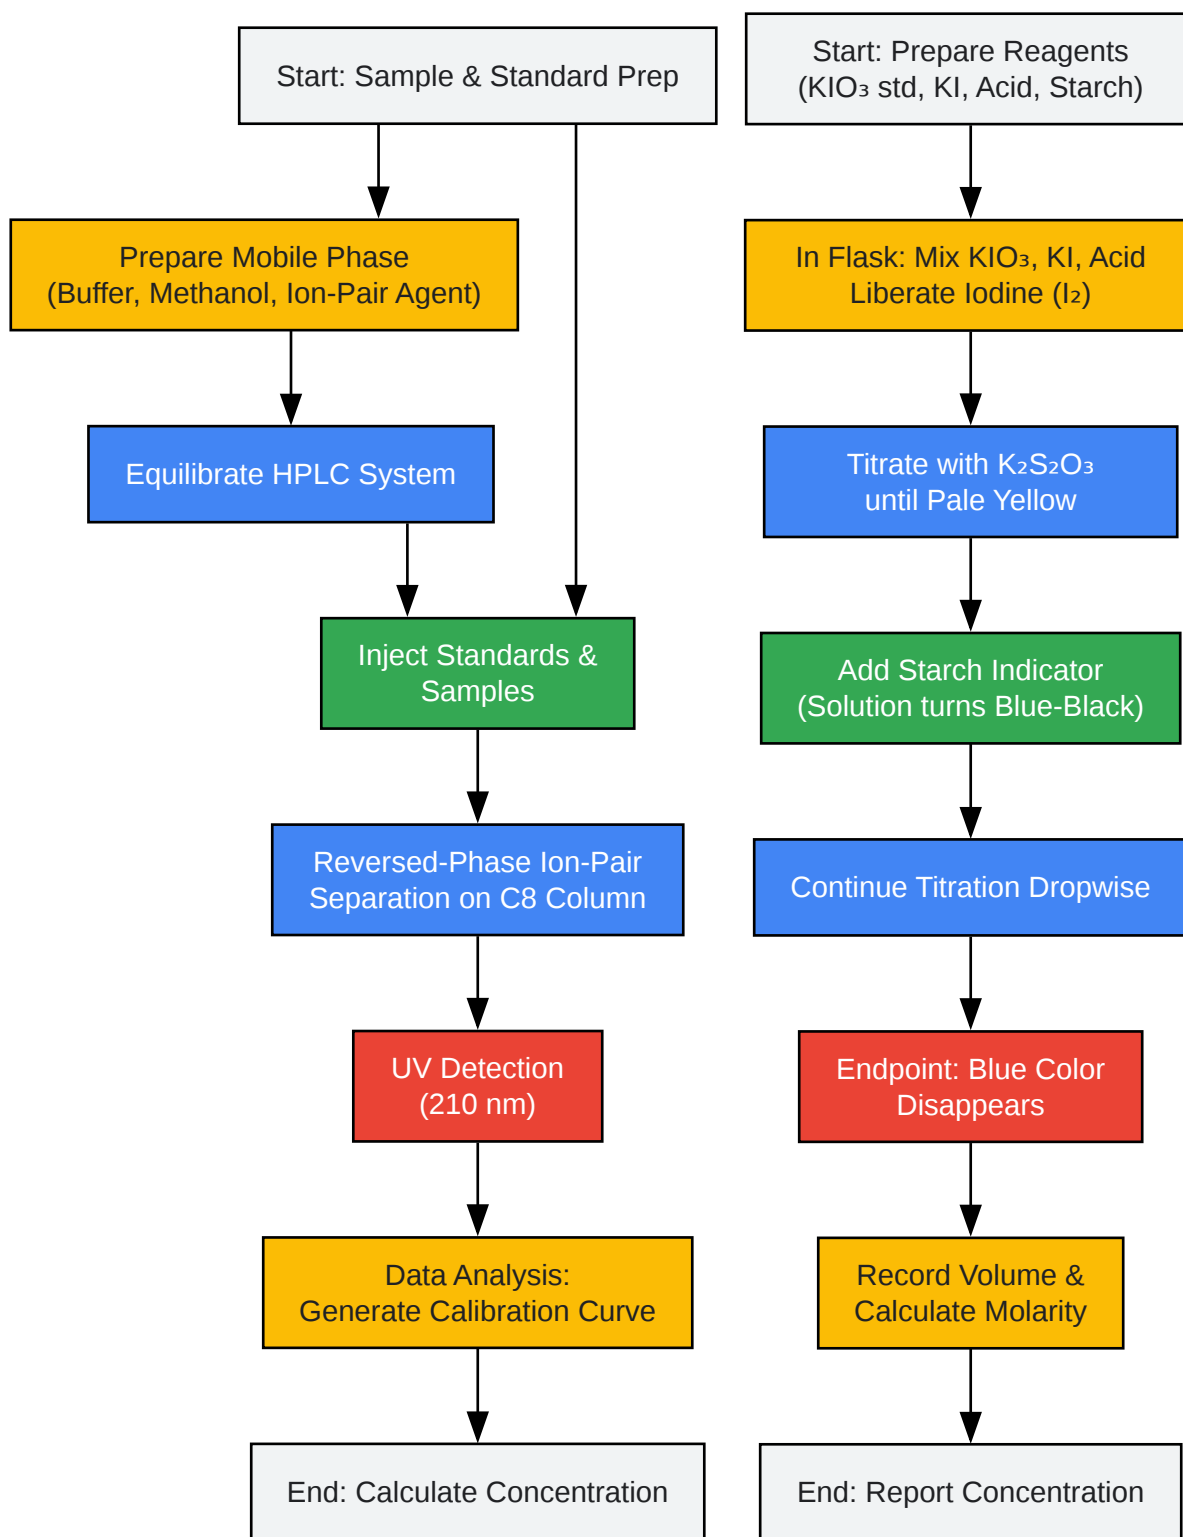 Start: Sample & Standard Prep
Prepare Mobile Phase
(Buffer, Methanol, Ion-Pair Agent)
Equilibrate HPLC System
Inject Standards &
Samples
Reversed-Phase Ion-Pair
Separation on C8 Column
UV Detection
(210 nm)
Data Analysis:
Generate Calibration Curve
End: Calculate Concentration
Start: Prepare Reagents
(KIO₃ std, KI, Acid, Starch)
In Flask: Mix KIO₃, KI, Acid
Liberate Iodine (I₂)
Titrate with K₂S₂O₃
until Pale Yellow
Add Starch Indicator
(Solution turns Blue-Black)
Continue Titration Dropwise
Endpoint: Blue Color
Disappears
Record Volume &
Calculate Molarity
End: Report Concentration